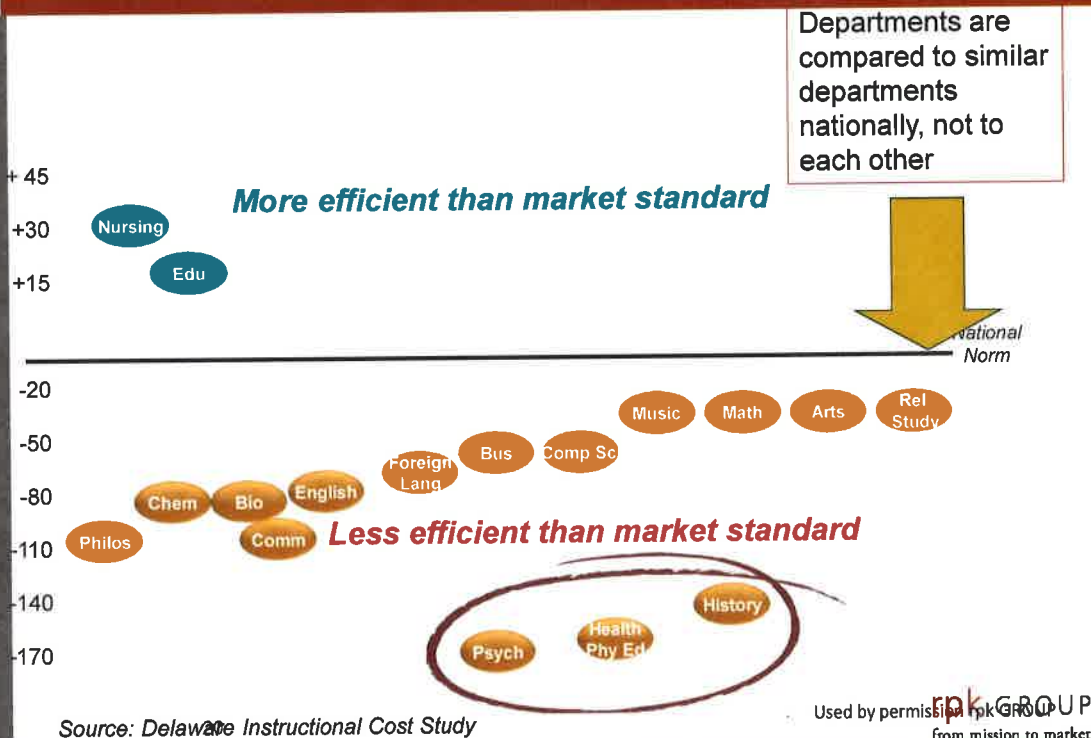 Departments are
compared to similar
departments
nationally, not to
each other
+ 45
More efficient than market standard
Nursing
+30
Edu
+15
National
Norm
-20
Music
Math
Arts
Rel
Study
-50
Foreign
Lang
Bus
Comp Sc
-80
Chem
Bio
English
Philos
Comm
Less efficient than market standard
-110
-140
History
Health
Phy Ed
Psych
-170
Source: Delaware Instructional Cost Study
20
Used by permission rpk GROUP
rpk GROUP
from mission to market